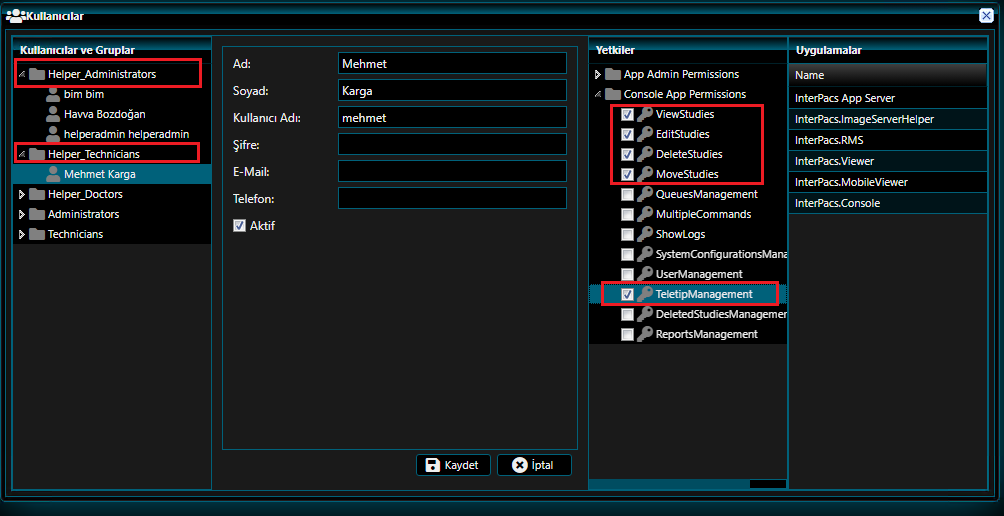 Kullanıcılar
Kullanıcılar ve Gruplar
Helper_Administrators
bim bim
Havva Bozdoğan
helperadmin helperadmin
Helper_Technicians
Mehmet Karga
Helper_Doctors
Administrators
Technicians
Ad: Mehmet
Soyad: Karga
Kullanıcı Adı: mehmet
Şifre:
E-Mail:
Telefon:
Aktif
Kaydet
İptal
Yetkiler
App Admin Permissions
Console App Permissions
ViewStudies
EditStudies
DeleteStudies
MoveStudies
QueuesManagement
MultipleCommands
ShowLogs
SystemConfigurationsMana
UserManagement
TeletipManagement
DeletedStudiesManagemen
ReportsManagement
Uygulamalar
Name
InterPacs App Server
InterPacs.ImageServerHelper
InterPacs.RMS
InterPacs.Viewer
InterPacs.MobileViewer
InterPacs.Console